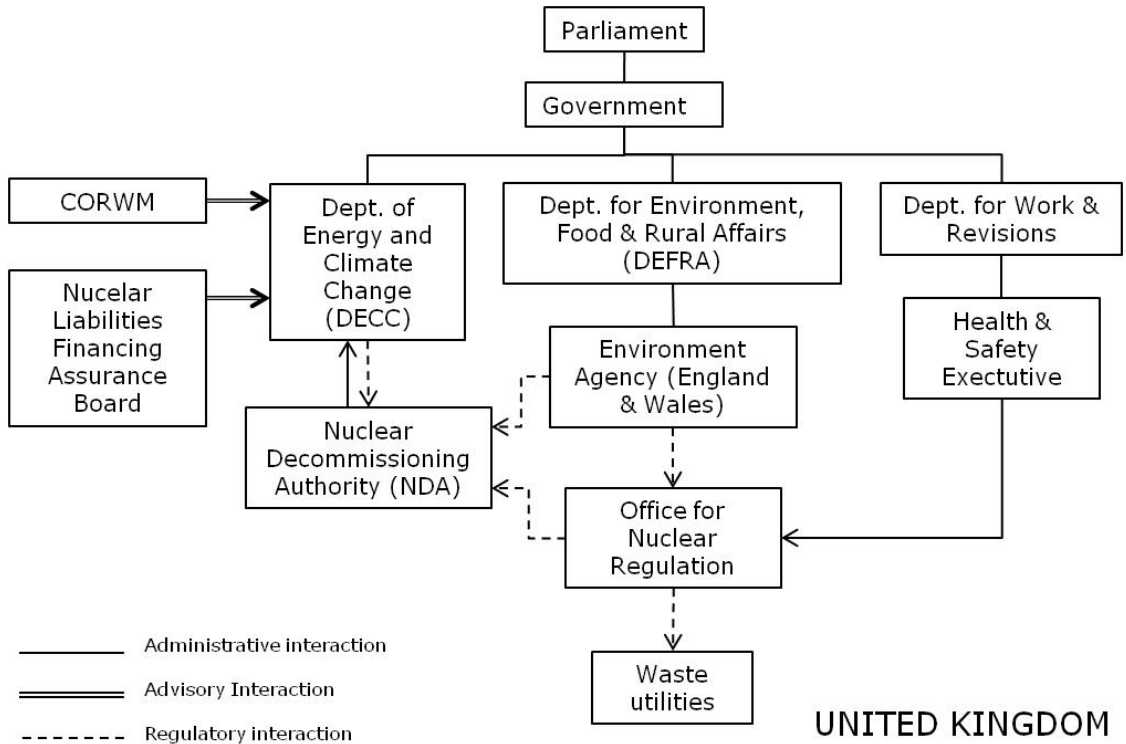 Parliament
Government
CORWM
Dept. of
Energy and
Climate
Change
(DECC)
Dept. for Environment,
Food & Rural Affairs
(DEFRA)
Dept. for Work &
Revisions
Nucelar
Liabilities
Financing
Assurance
Board
Environment
Agency (England
& Wales)
Health &
Safety
Exectutive
Nuclear
Decommissioning
Authority (NDA)
Office for
Nuclear
Regulation
Waste
utilities
Administrative interaction
Advisory Interaction
Regulatory interaction
UNITED KINGDOM